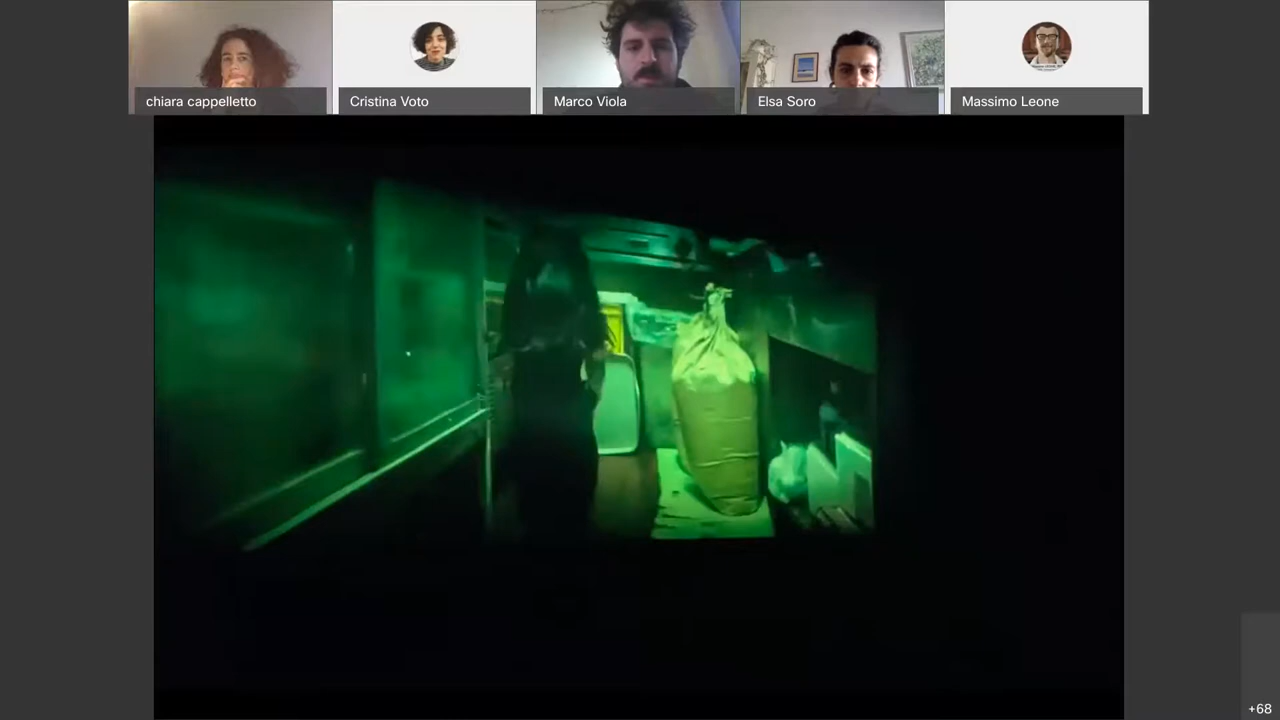 chiara cappelletto
Cristina Voto
Marco Viola
Elsa Soro
Massimo Leone
+68